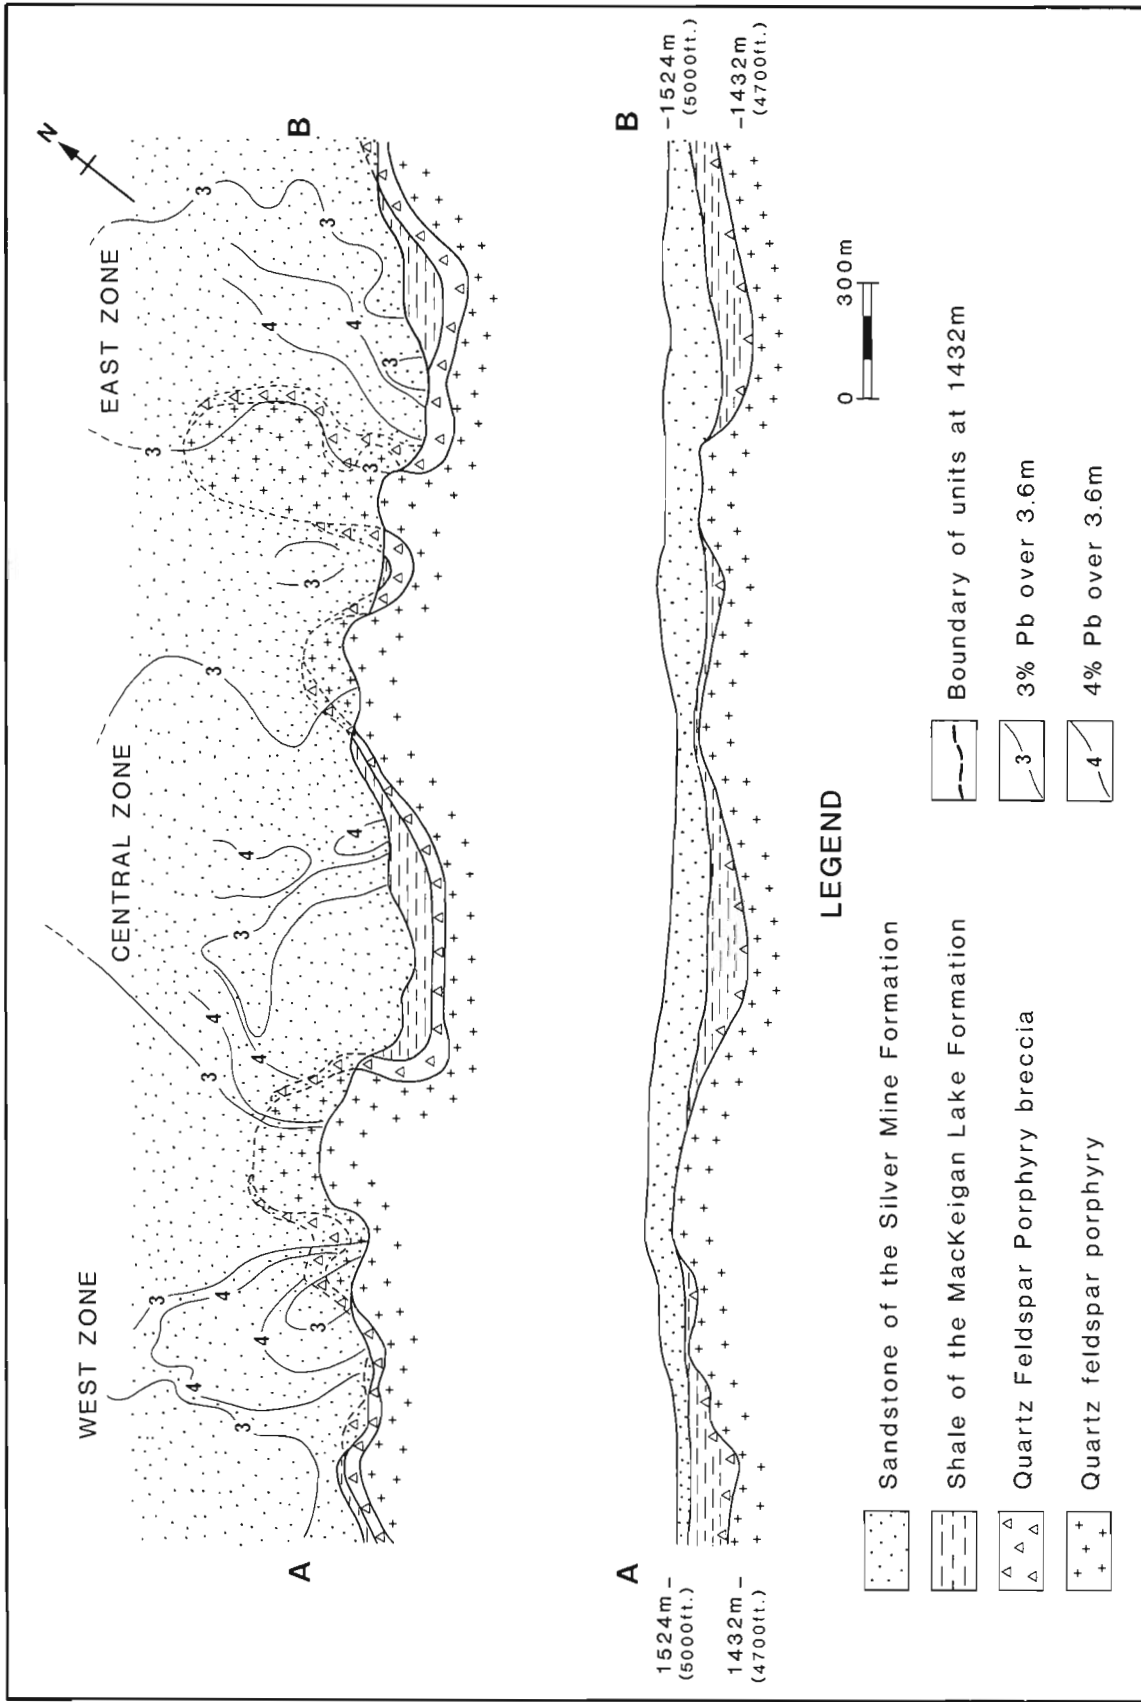 N
WEST ZONE
CENTRAL ZONE
EAST ZONE
3
3
4
4
4
3
3
4
4
3
4
4
3
3
3
3
4
4
3
3
3
A
B
A
B
1524m
(5000ft.)
1432m
(4700ft.)
1524m
(5000ft.)
1432m
(4700ft.)
0 300m
LEGEND
Sandstone of the Silver Mine Formation
Shale of the MacKeigan Lake Formation
Quartz Feldspar Porphyry breccia
Quartz feldspar porphyry
Boundary of units at 1432m
3 3% Pb over 3.6m
4 4% Pb over 3.6m